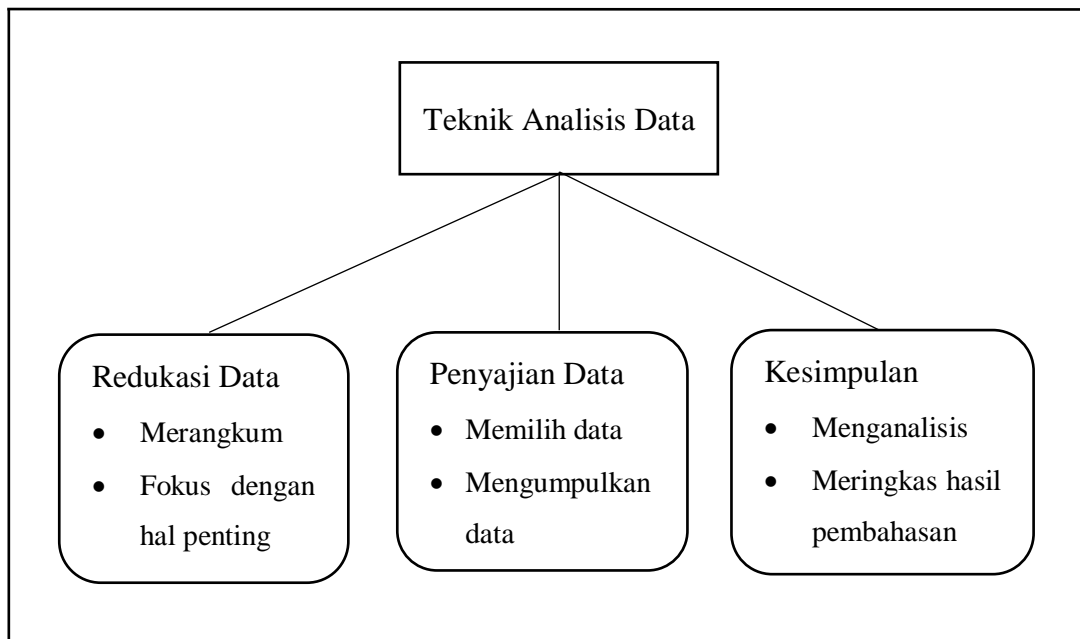 Teknik Analisis Data
Redukasi Data
• Merangkum
• Fokus dengan
hal penting
Penyajian Data
• Memilih data
• Mengumpulkan
data
Kesimpulan
• Menganalisis
• Meringkas hasil
pembahasan